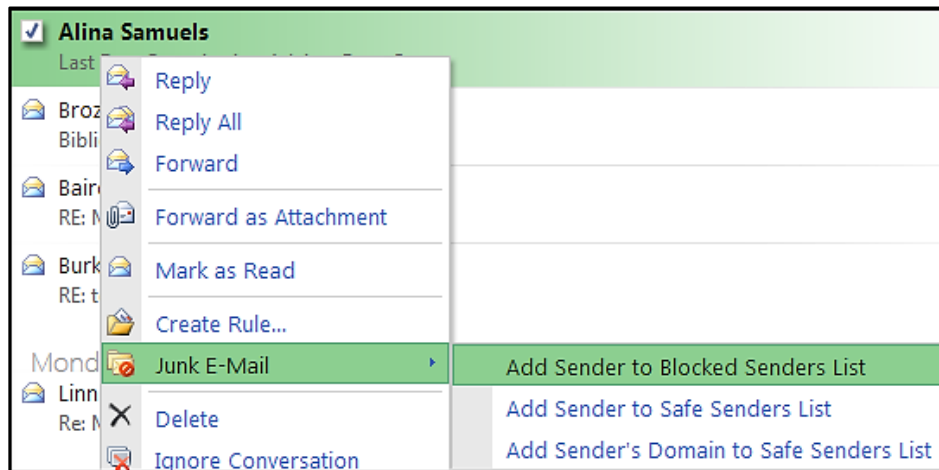 Alina Samuels
Last
Reply
Reply All
Forward
Forward as Attachment
Mark as Read
Create Rule...
Junk E-Mail
Delete
Ignore Conversation
Add Sender to Blocked Senders List
Add Sender to Safe Senders List
Add Sender's Domain to Safe Senders List
Broz
Bibli
Bair
RE: M
Burk
RE: t
Mond
Linn
Re: M